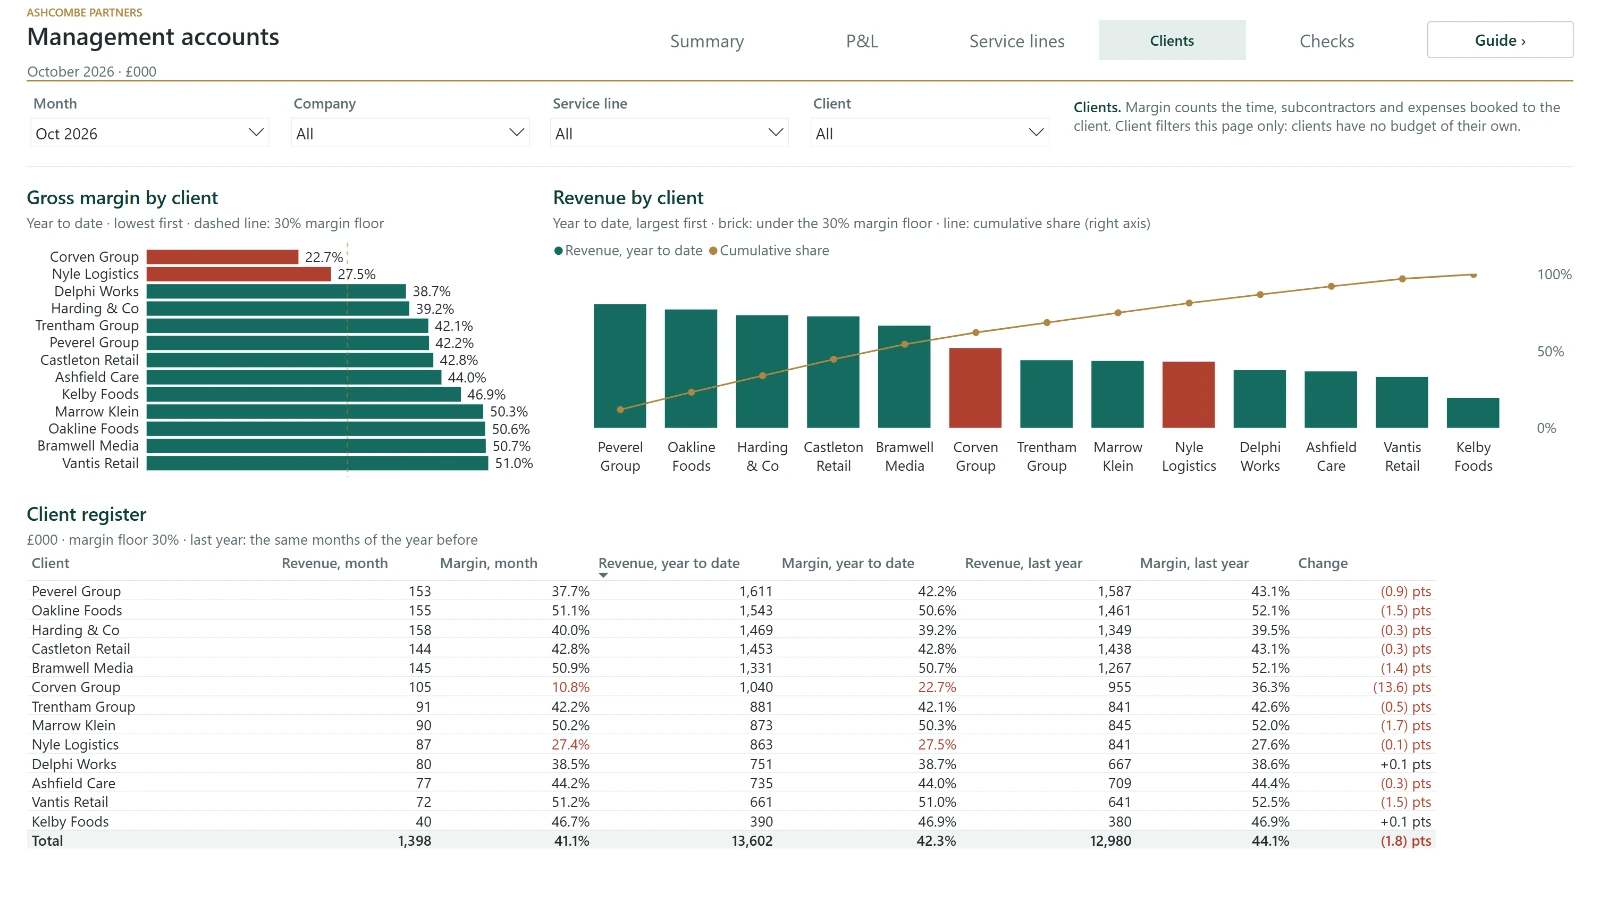 ASHCOMBE PARTNERS
Management accounts
October 2026 · £000
Summary
P&L
Service lines
Clients
Checks
Guide ›
Month
Company
Service line
Client
Oct 2026
All
All
All
Clients. Margin counts the time, subcontractors and expenses booked to the
client. Client filters this page only: clients have no budget of their own.
Gross margin by client
Year to date · lowest first · dashed line: 30% margin floor
Corven Group 22.7%
Nyle Logistics 27.5%
Delphi Works 38.7%
Harding & Co 39.2%
Trentham Group 42.1%
Peverel Group 42.2%
Castleton Retail 42.8%
Ashfield Care 44.0%
Kelby Foods 46.9%
Marrow Klein 50.3%
Oakline Foods 50.6%
Bramwell Media 50.7%
Vantis Retail 51.0%
Revenue by client
Year to date, largest first · brick: under the 30% margin floor · line: cumulative share (right axis)
Revenue, year to date Cumulative share
100%
50%
0%
Peverel Group
Oakline Foods
Harding & Co
Castleton Retail
Bramwell Media
Corven Group
Trentham Group
Marrow Klein
Nyle Logistics
Delphi Works
Ashfield Care
Vantis Retail
Kelby Foods
Client register
£000 · margin floor 30% · last year: the same months of the year before
Client Revenue, month Margin, month Revenue, year to date Margin, year to date Revenue, last year Margin, last year Change
Peverel Group 153 37.7% 1,611 42.2% 1,587 43.1% (0.9) pts
Oakline Foods 155 51.1% 1,543 50.6% 1,461 52.1% (1.5) pts
Harding & Co 158 40.0% 1,469 39.2% 1,349 39.5% (0.3) pts
Castleton Retail 144 42.8% 1,453 42.8% 1,438 43.1% (0.3) pts
Bramwell Media 145 50.9% 1,331 50.7% 1,267 52.1% (1.4) pts
Corven Group 105 10.8% 1,040 22.7% 955 36.3% (13.6) pts
Trentham Group 91 42.2% 881 42.1% 841 42.6% (0.5) pts
Marrow Klein 90 50.2% 873 50.3% 845 52.0% (1.7) pts
Nyle Logistics 87 27.4% 863 27.5% 841 27.6% (0.1) pts
Delphi Works 80 38.5% 751 38.7% 667 38.6% +0.1 pts
Ashfield Care 77 44.2% 735 44.0% 709 44.4% (0.3) pts
Vantis Retail 72 51.2% 661 51.0% 641 52.5% (1.5) pts
Kelby Foods 40 46.7% 390 46.9% 380 46.9% +0.1 pts
Total 1,398 41.1% 13,602 42.3% 12,980 44.1% (1.8) pts